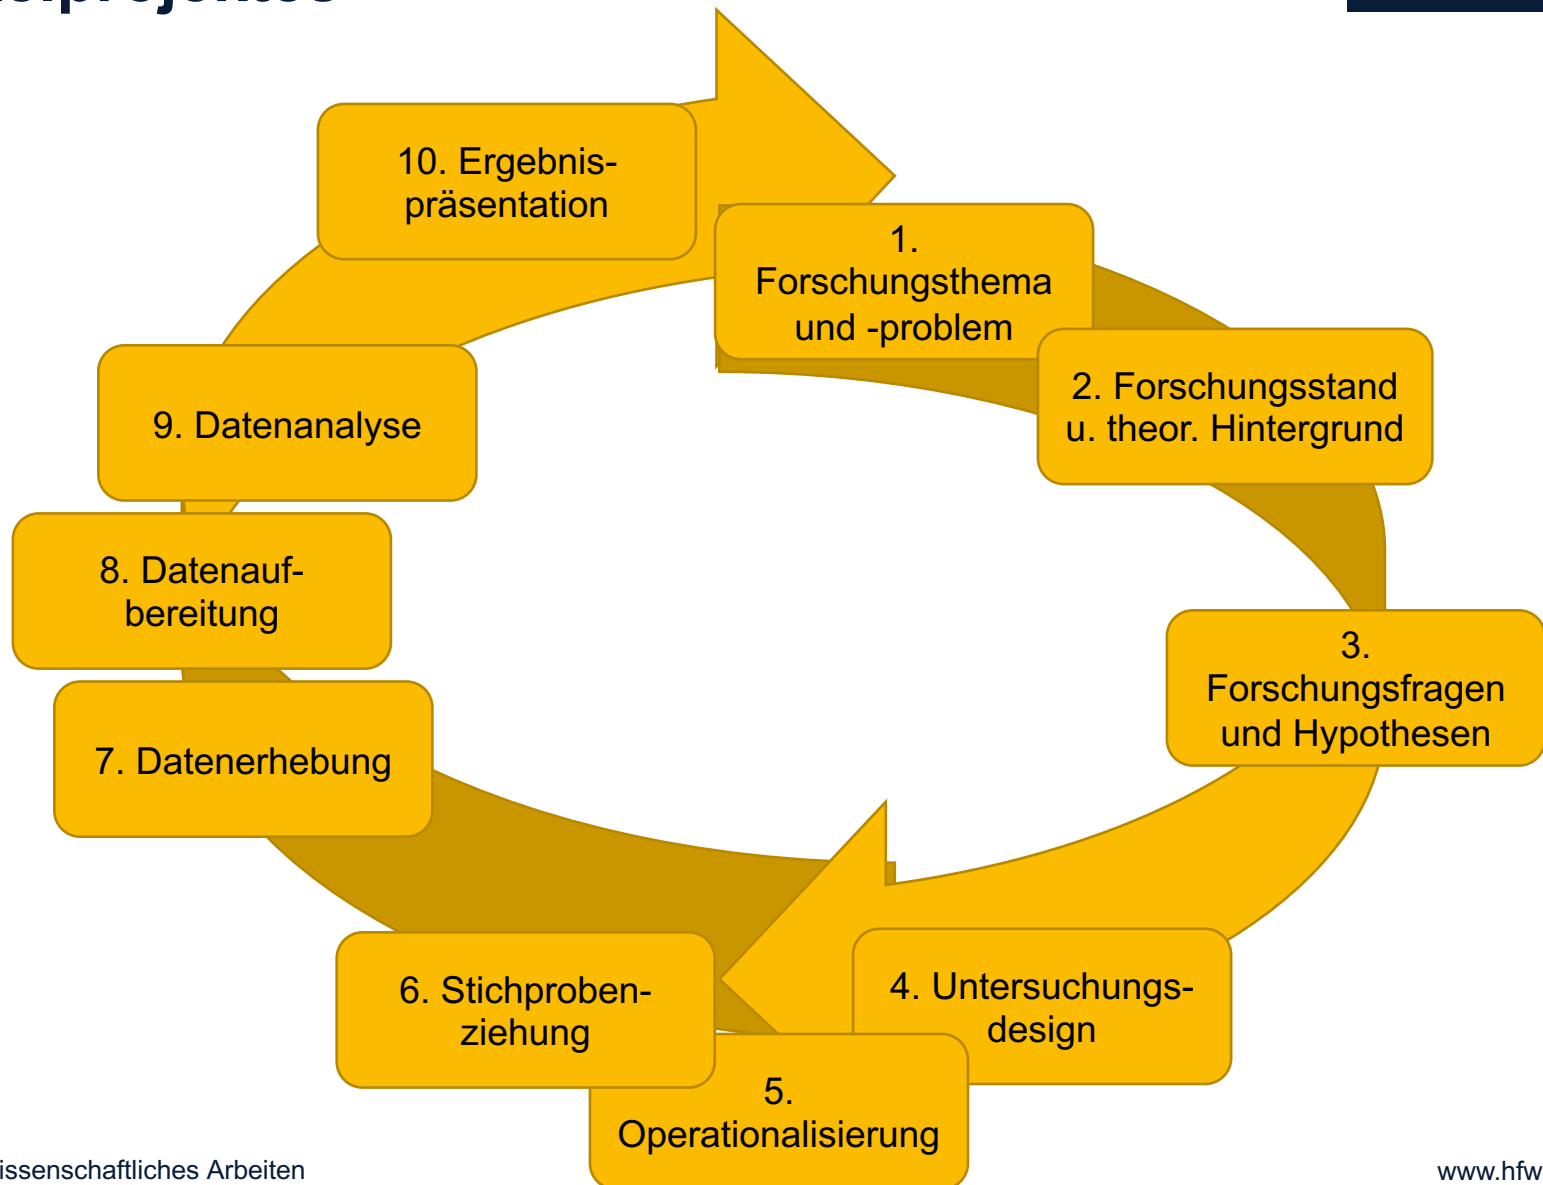 10. Ergebnis-
präsentation
1.
Forschungsthema
und -problem
2. Forschungsstand
u. theor. Hintergrund
3.
Forschungsfragen
und Hypothesen
4. Untersuchungs-
design
5.
Operationalisierung
6. Stichproben-
ziehung
7. Datenerhebung
8. Datenauf-
bereitung
9. Datenanalyse
issenschaftliches Arbeiten
www.hfw